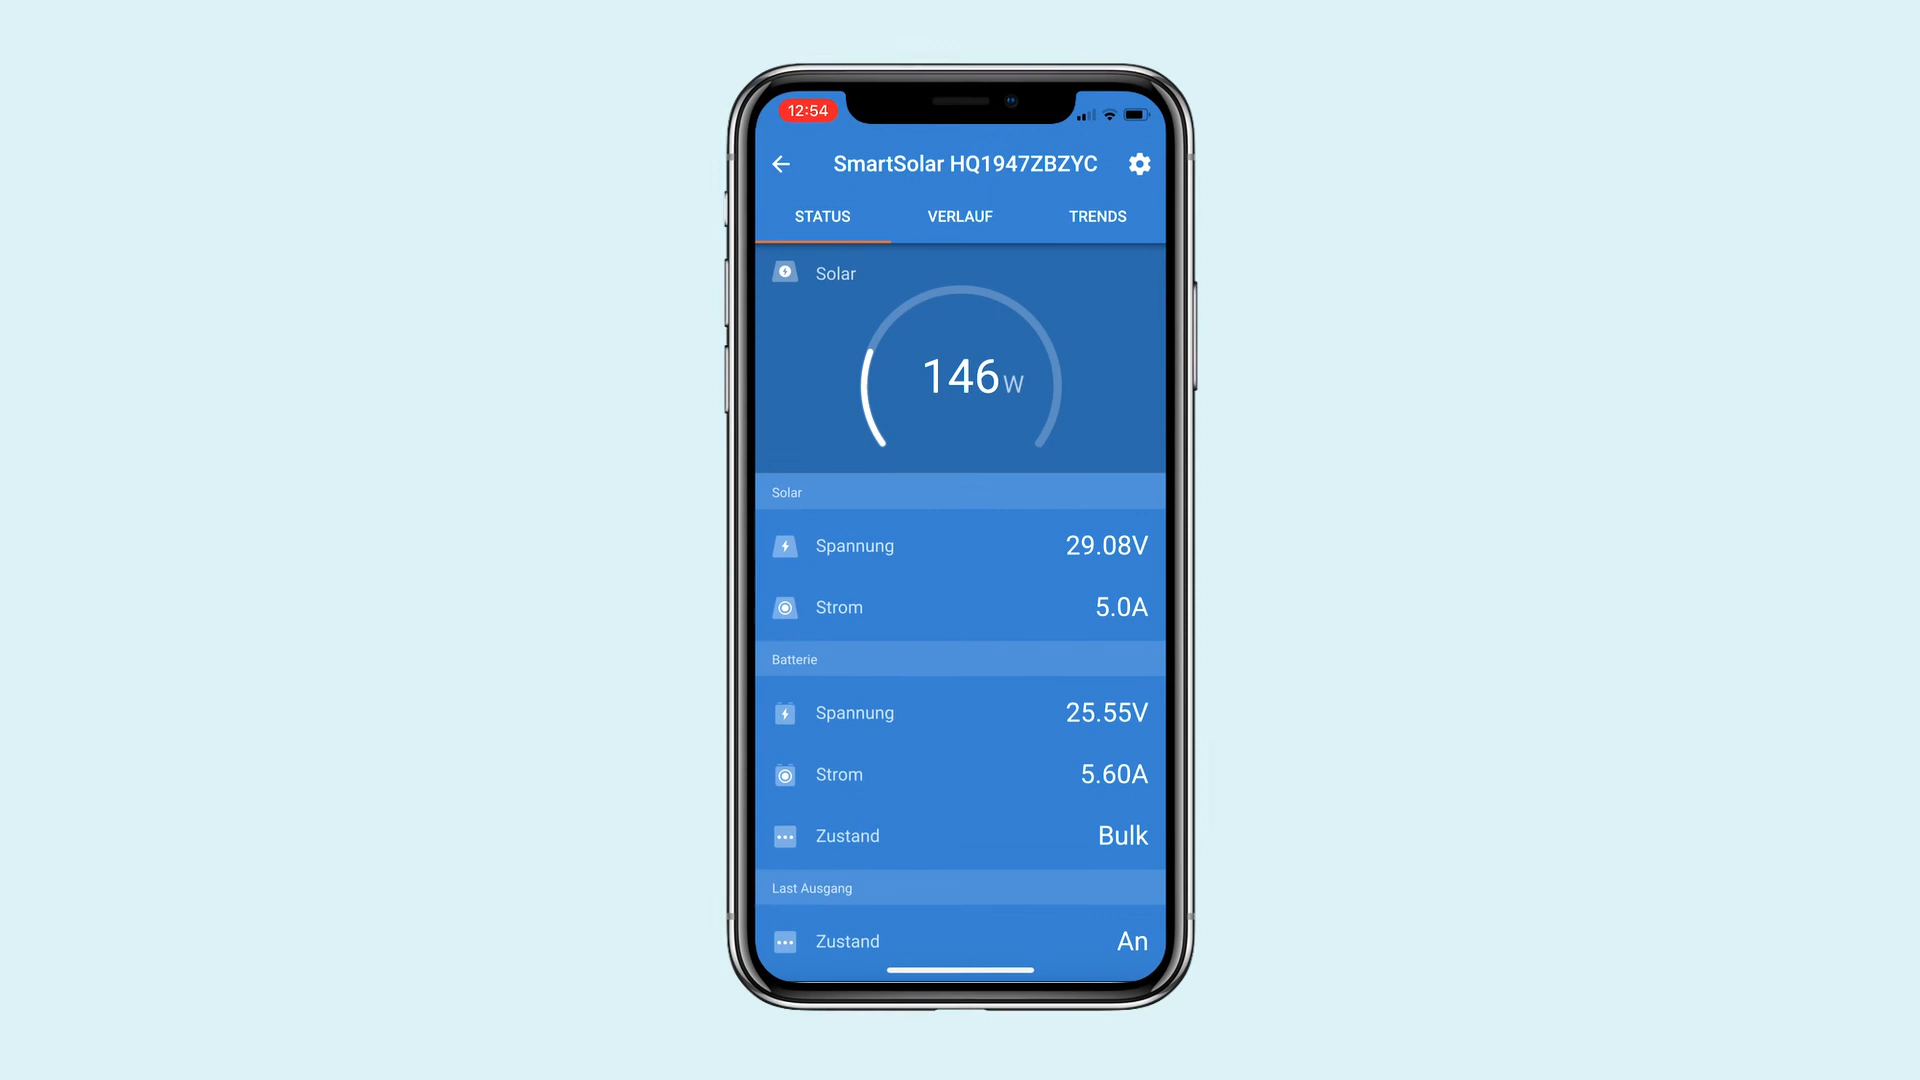 12:54
SmartSolar HQ1947ZBZYC
STATUS VERLAUF TRENDS
Solar
146W
Solar
Spannung 29.08V
Strom 5.0A
Batterie
Spannung 25.55V
Strom 5.60A
Zustand Bulk
Last Ausgang
Zustand An